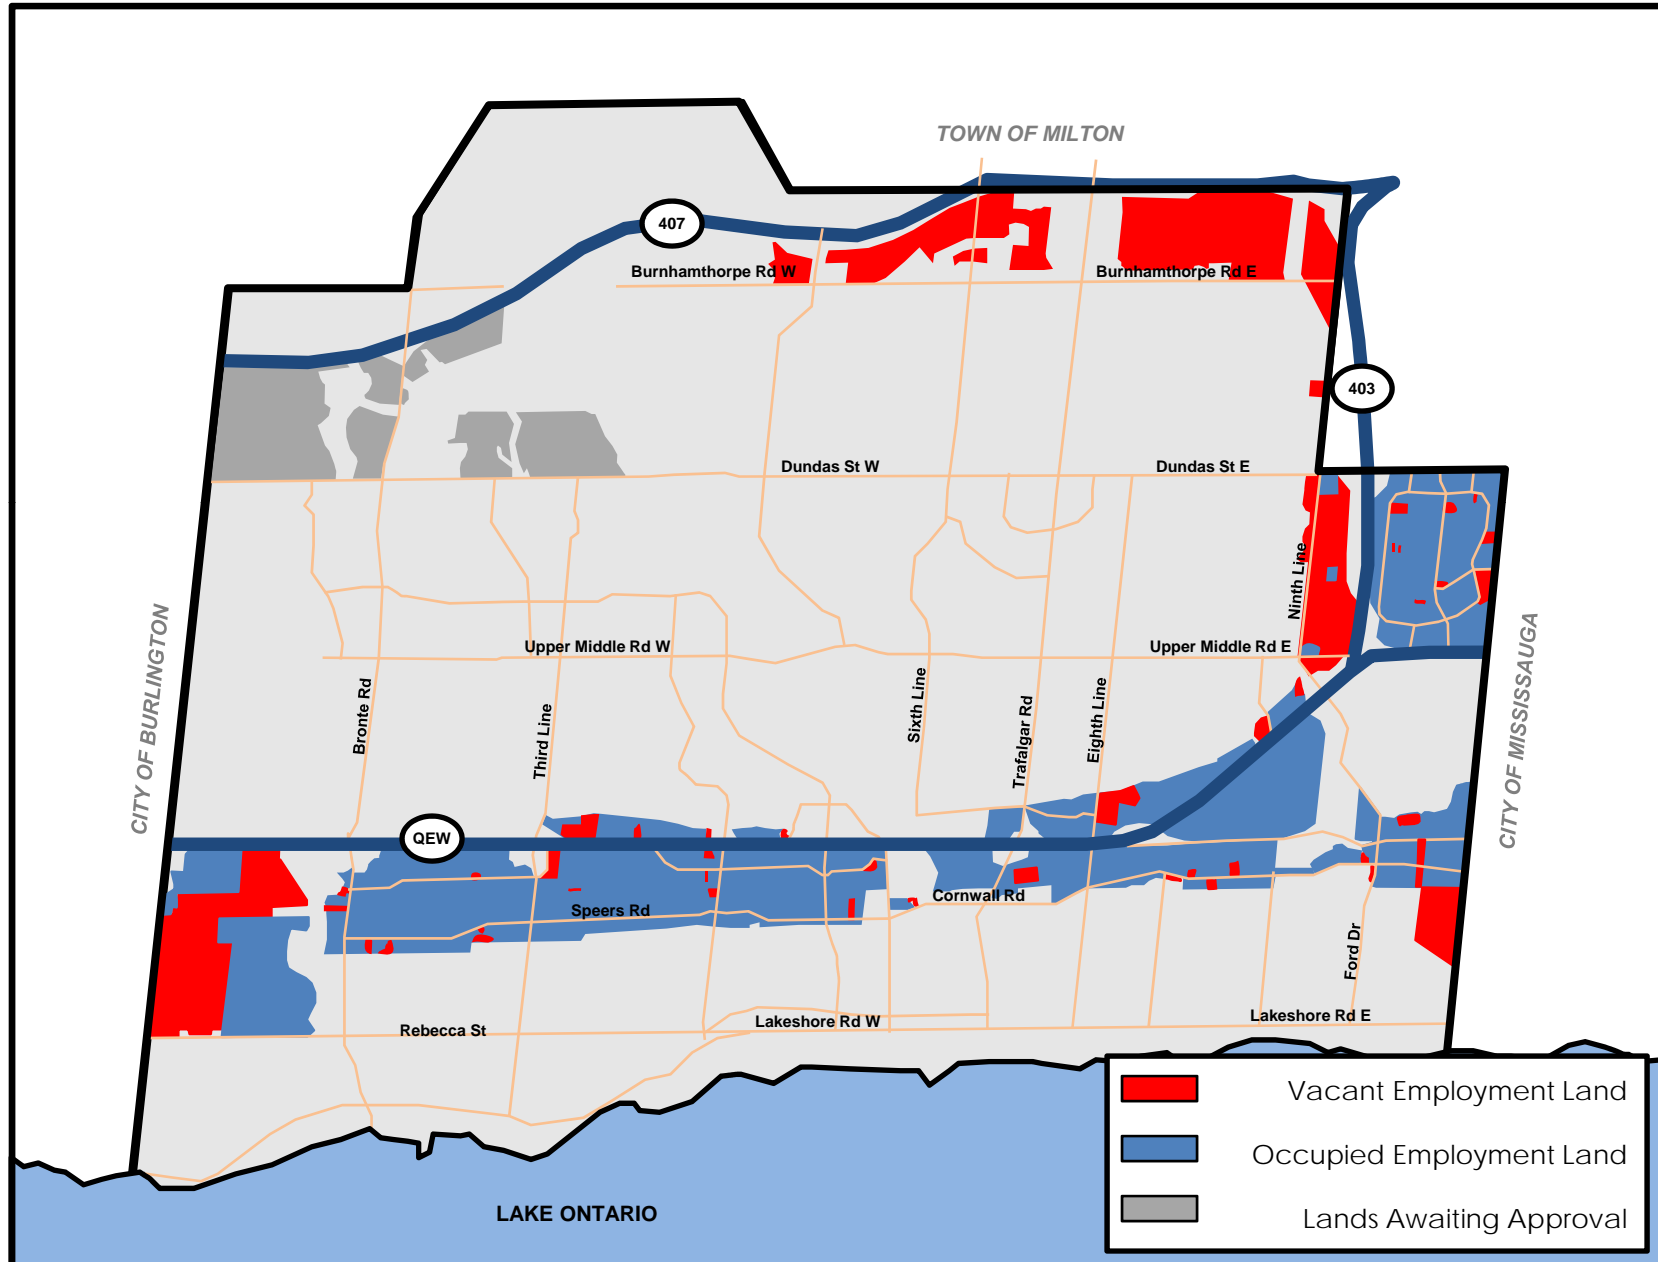 TOWN OF MILTON
407
Burnhamthorpe Rd W
Burnhamthorpe Rd E
403
Dundas St W
Dundas St E
Ninth Line
CITY OF BURLINGTON
Upper Middle Rd W
Upper Middle Rd E
CITY OF MISSISSAUGA
Bronte Rd
Third Line
Sixth Line
Trafalgar Rd
Eighth Line
QEW
Speers Rd
Cornwall Rd
Ford Dr
Rebecca St
Lakeshore Rd W
Lakeshore Rd E
LAKE ONTARIO
Vacant Employment Land
Occupied Employment Land
Lands Awaiting Approval